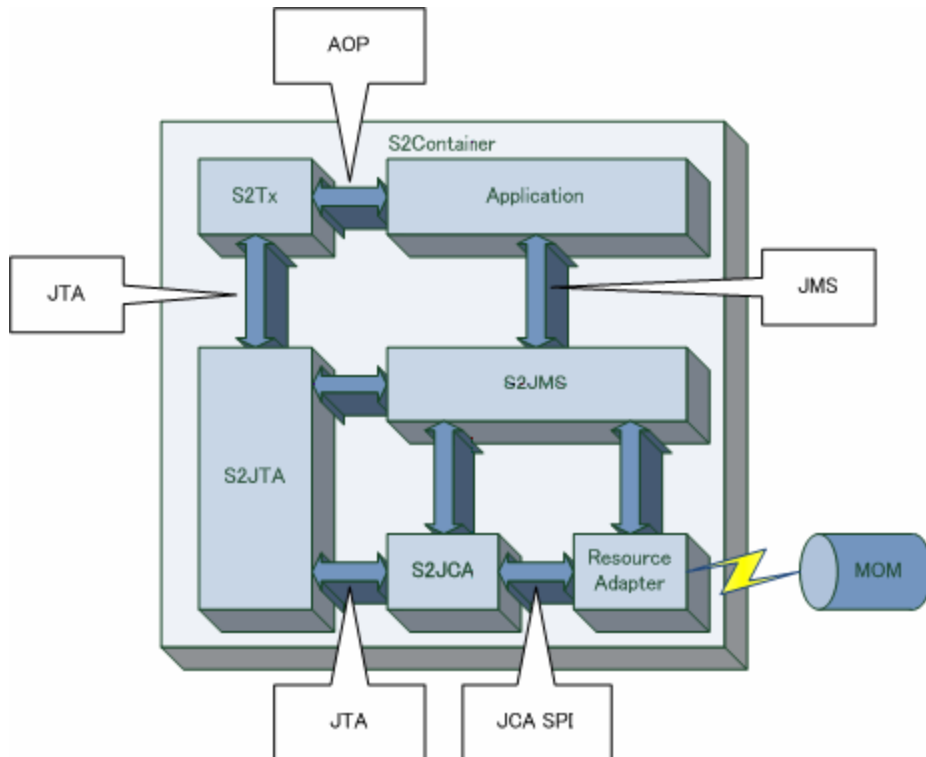 AOP
S2Container
S2Tx
Application
JTA
JMS
S2JMS
S2JTA
S2JCA
Resource
Adapter
MOM
JTA
JCA SPI